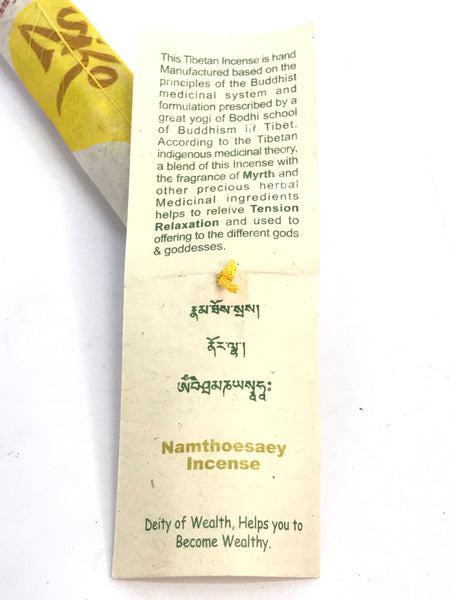 This Tibetan Incense is hand
Manufactured based on the
principles of the Buddhist
medicinal system and
formulation prescribed by a
great yogi of Bodhi school
of Buddhism in Tibet.
According to the Tibetan
indigenous medicinal theory,
a blend of this Incense with
the fragrance of Myrth and
other precious herbal
Medicinal ingredients
helps to releive Tension
Relaxation and used to
offering to the different gods
& goddesses.
རྣམ་ཐོས་སྲས།
ནོར་ལྷ།
Namthoesaey
Incense
Deity of Wealth, Helps you to
Become Wealthy.